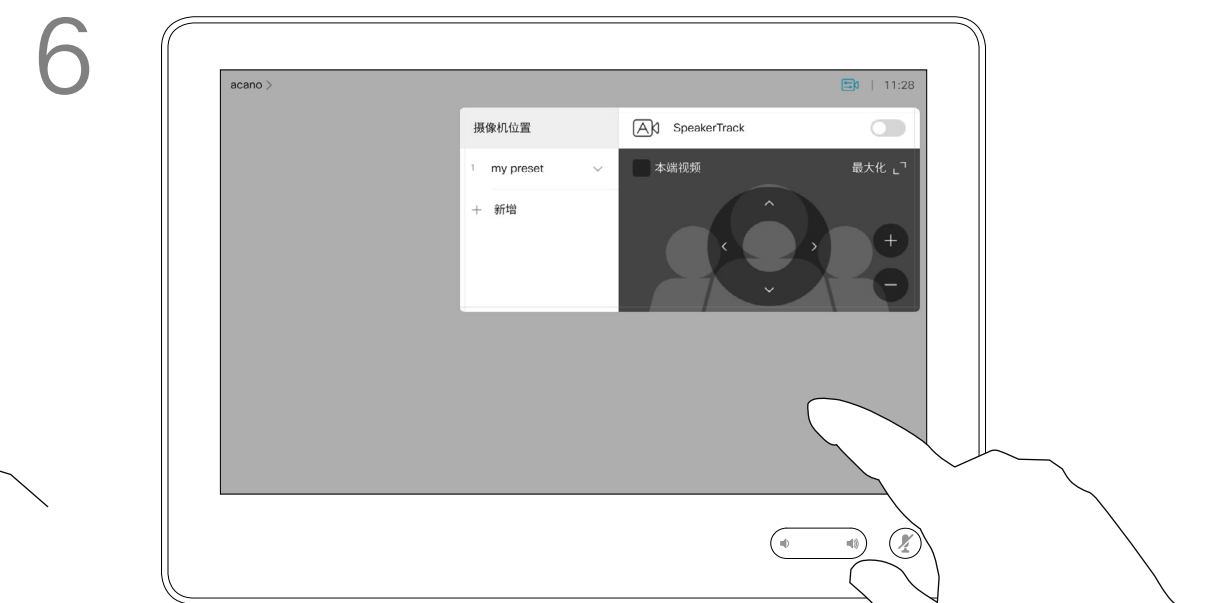 6
acano >
11:28
摄像机位置
A
SpeakerTrack
1 my preset
本端视频
最大化
+ 新增